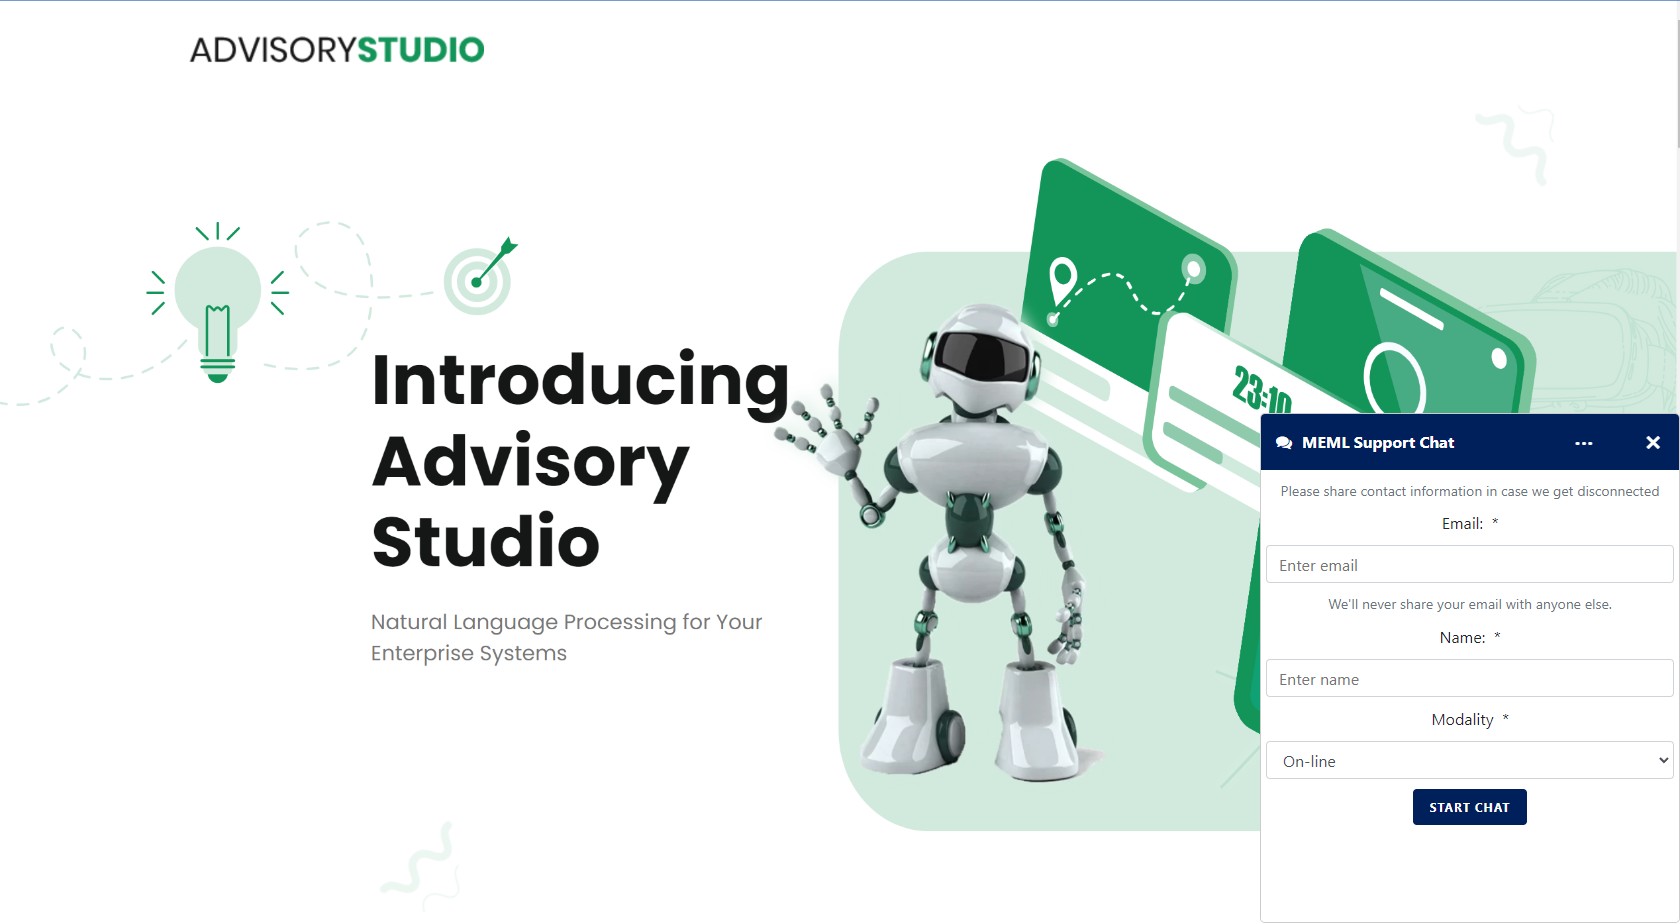 ADVISORYSTUDIO
Introducing
Advisory
Studio
Natural Language Processing for Your
Enterprise Systems
23:10
MEML Support Chat
Please share contact information in case we get disconnected
Email: *
Enter email
We'll never share your email with anyone else.
Name: *
Enter name
Modality *
On-line
START CHAT